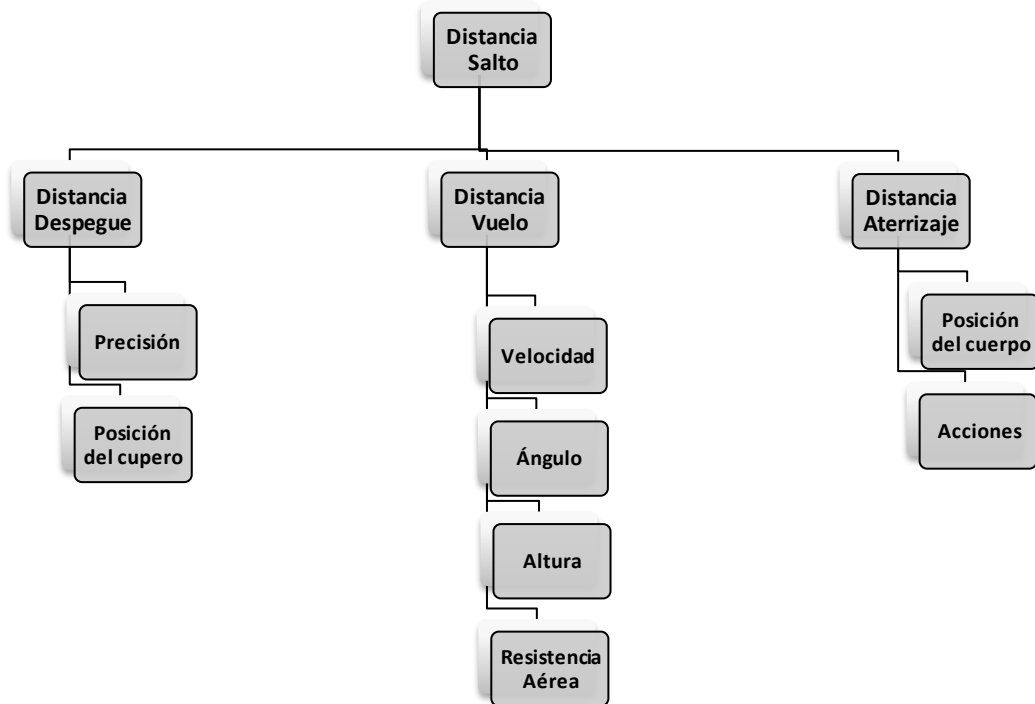 Distancia
Salto
Distancia
Despegue
Precisión
Posición
del cupero
Distancia
Vuelo
Velocidad
Ángulo
Altura
Resistencia
Aérea
Distancia
Aterrizaje
Posición
del cuerpo
Acciones